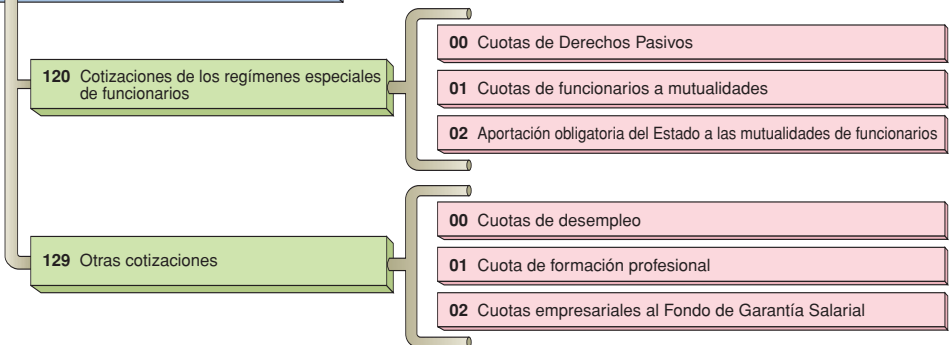 120 Cotizaciones de los regímenes especiales
de funcionarios
00 Cuotas de Derechos Pasivos
01 Cuotas de funcionarios a mutualidades
02 Aportación obligatoria del Estado a las mutualidades de funcionarios
129 Otras cotizaciones
00 Cuotas de desempleo
01 Cuota de formación profesional
02 Cuotas empresariales al Fondo de Garantía Salarial